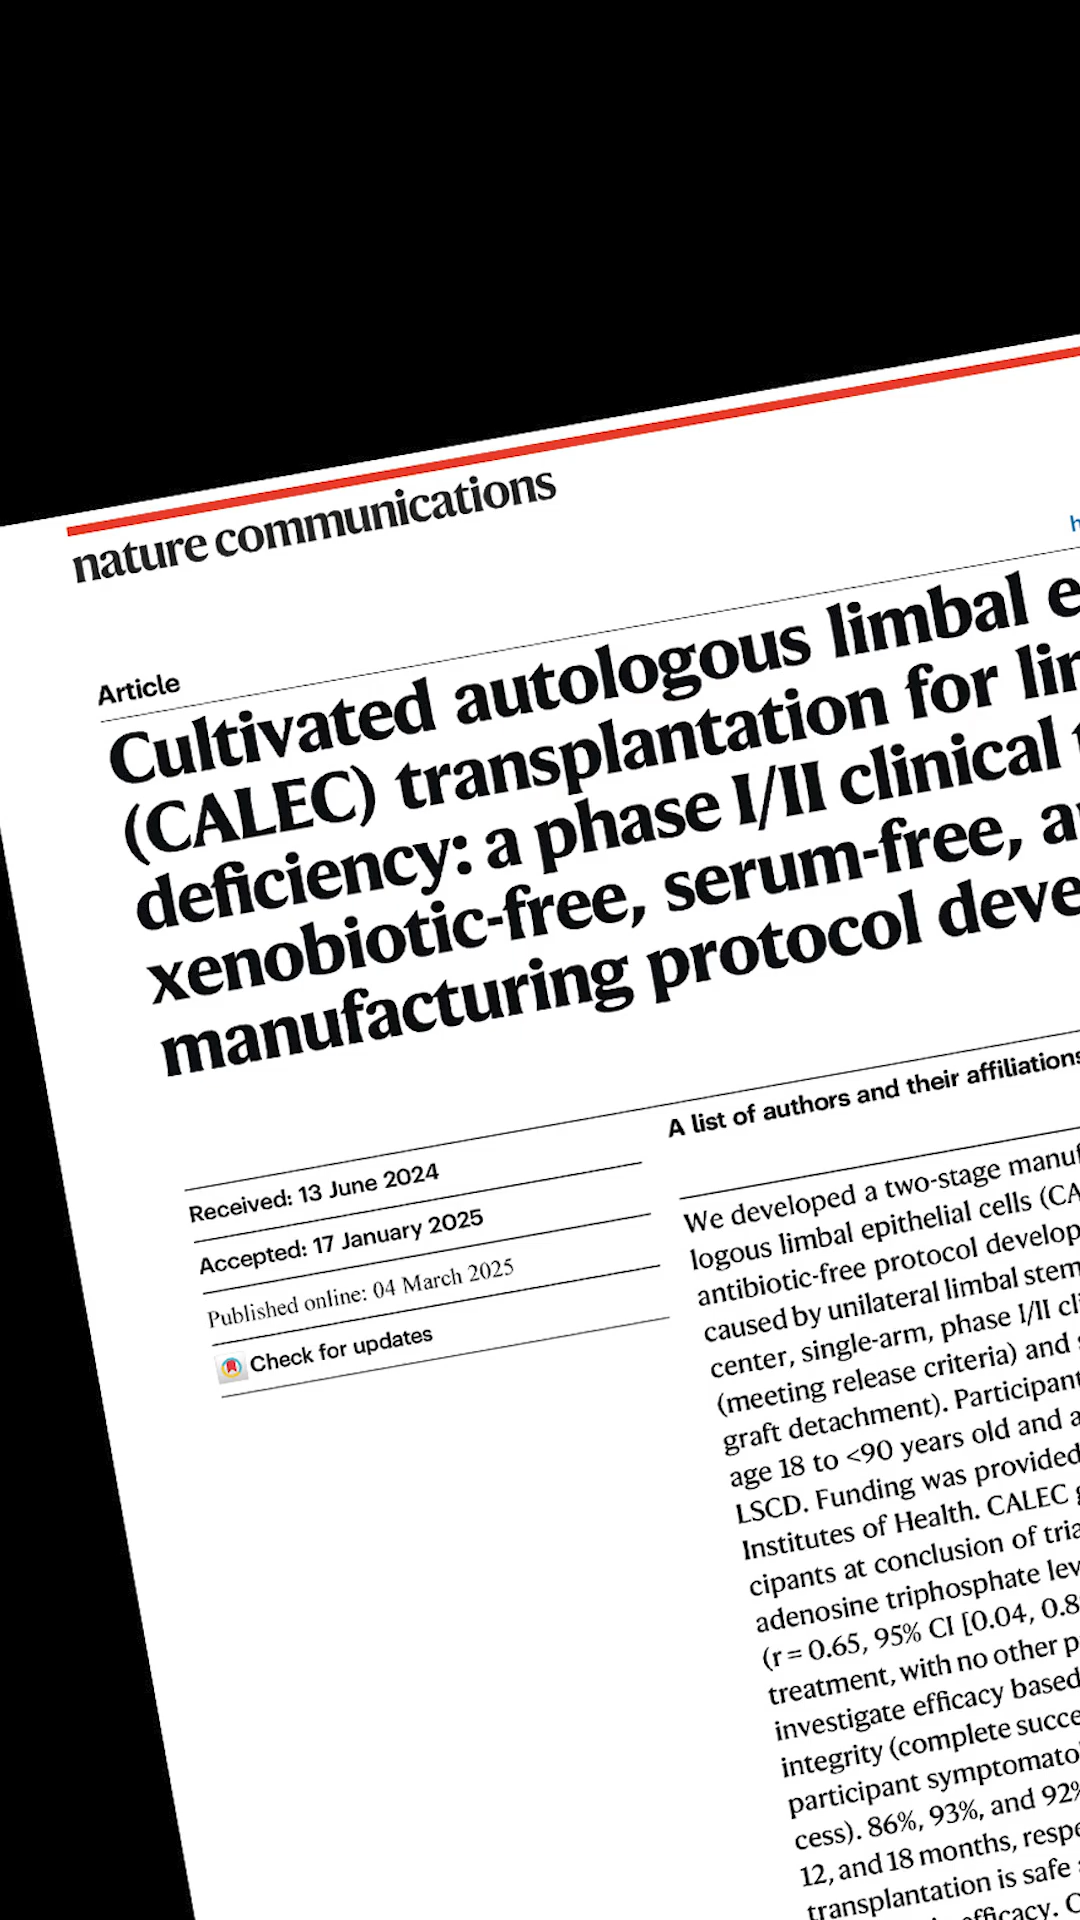 nature communications
h
Article
Cultivated autologous limbal e
(CALEC) transplantation for lin
deficiency: a phase I/II clinical t
xenobiotic-free, serum-free, a
manufacturing protocol deve
A list of authors and their affiliations
Received: 13 June 2024
Accepted: 17 January 2025
Published online: 04 March 2025
Check for updates
We developed a two-stage manuf
logous limbal epithelial cells (CA
antibiotic-free protocol develop
caused by unilateral limbal stem
center, single-arm, phase I/II cli
(meeting release criteria) and s
graft detachment). Participant
age 18 to <90 years old and a
LSCD. Funding was provided
Institutes of Health. CALEC g
cipants at conclusion of tria
adenosine triphosphate lev
(r = 0.65, 95% CI [0.04, 0.8
treatment, with no other p
investigate efficacy based
integrity (complete succe
participant symptomato
cess). 86%, 93%, and 92%
12, and 18 months, respe
transplantation is safe
efficacy. C